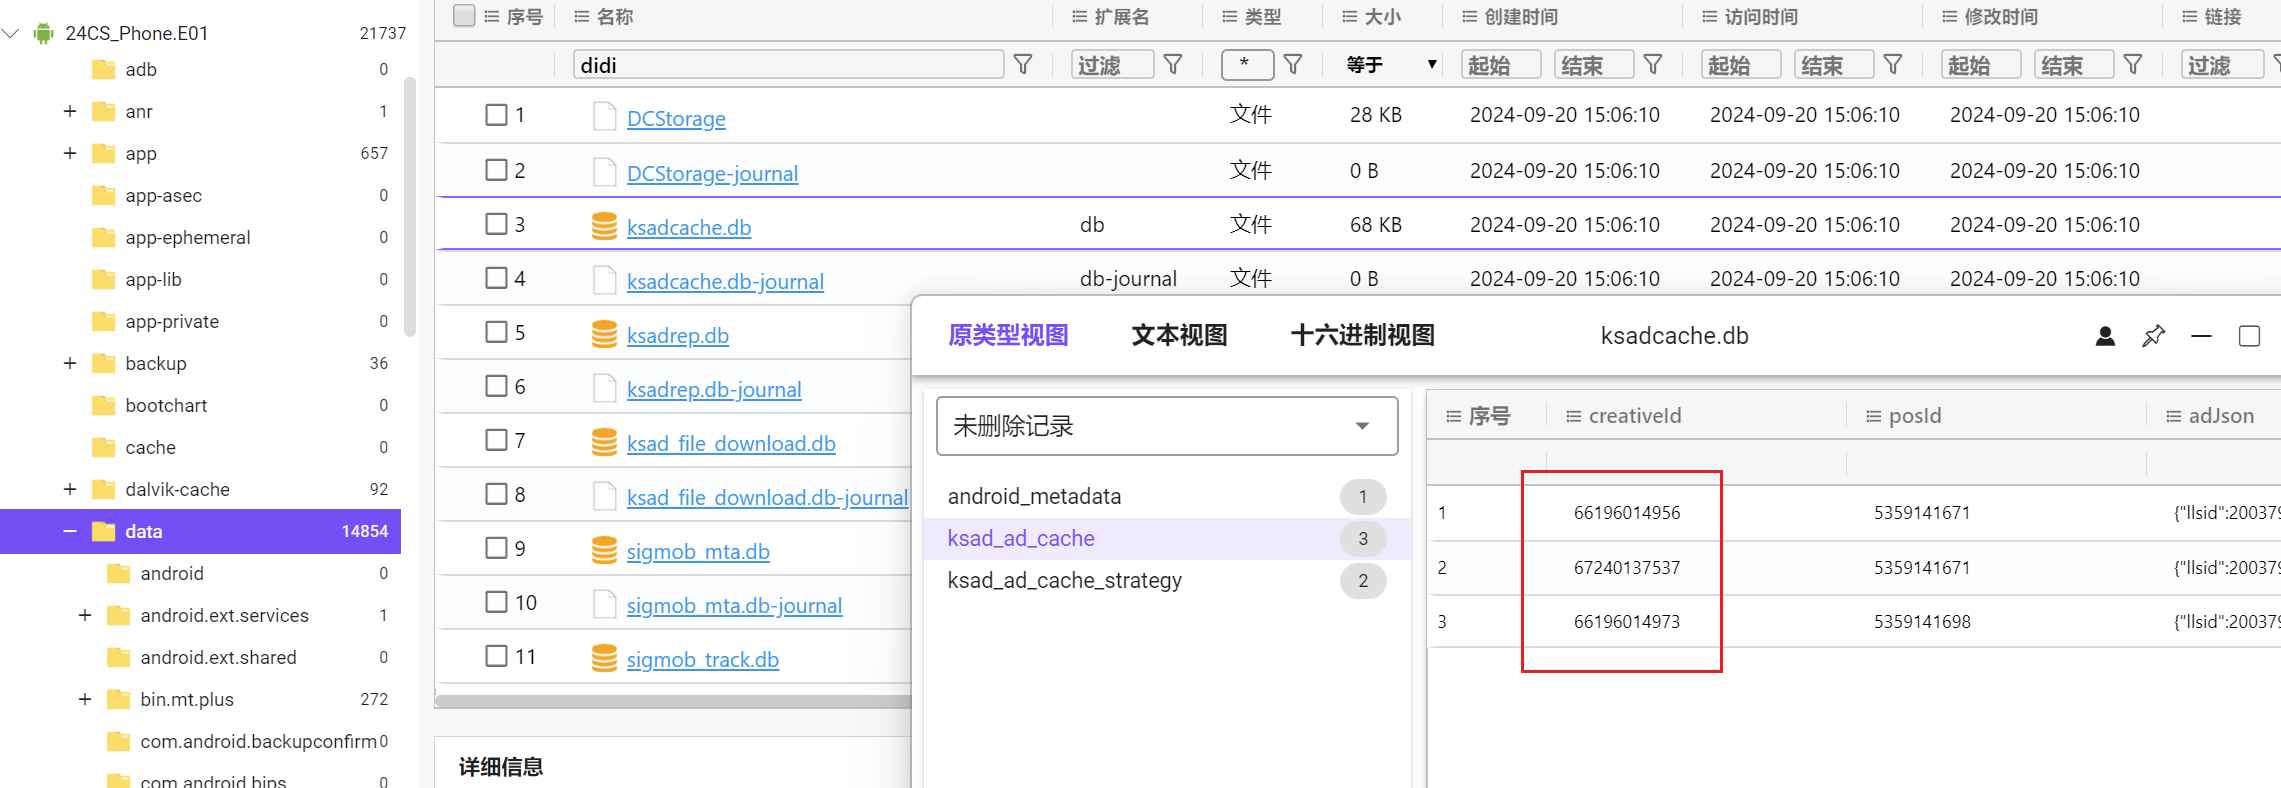 24CS_Phone.E01 21737
adb 0
anr 1
app 657
app-asec 0
app-ephemeral 0
app-lib 0
app-private 0
backup 36
bootchart 0
cache 0
dalvik-cache 92
data 14854
android 0
android.ext.services 1
android.ext.shared 0
bin.mt.plus 272
com.android.backupconfirm 0
com.android.bips 0
序号 名称 扩展名 类型 大小 创建时间 访问时间 修改时间 链接
didi 过滤 * 等于 起始 结束 起始 结束 起始 结束 过滤
1 DCStorage 文件 28 KB 2024-09-20 15:06:10 2024-09-20 15:06:10 2024-09-20 15:06:10
2 DCStorage-journal 文件 0 B 2024-09-20 15:06:10 2024-09-20 15:06:10 2024-09-20 15:06:10
3 ksadcache.db db 文件 68 KB 2024-09-20 15:06:10 2024-09-20 15:06:10 2024-09-20 15:06:10
4 ksadcache.db-journal db-journal 文件 0 B 2024-09-20 15:06:10 2024-09-20 15:06:10 2024-09-20 15:06:10
5 ksadrep.db
6 ksadrep.db-journal
7 ksad_file_download.db
8 ksad_file_download.db-journal
9 sigmob_mta.db
10 sigmob_mta.db-journal
11 sigmob_track.db
详细信息
原类型视图 文本视图 十六进制视图 ksadcache.db
未删除记录
android_metadata 1
ksad_ad_cache 3
ksad_ad_cache_strategy 2
序号 creativeId posId adJson
1 66196014956 5359141671 {"llsid":200379
2 67240137537 5359141671 {"llsid":200379
3 66196014973 5359141698 {"llsid":200379